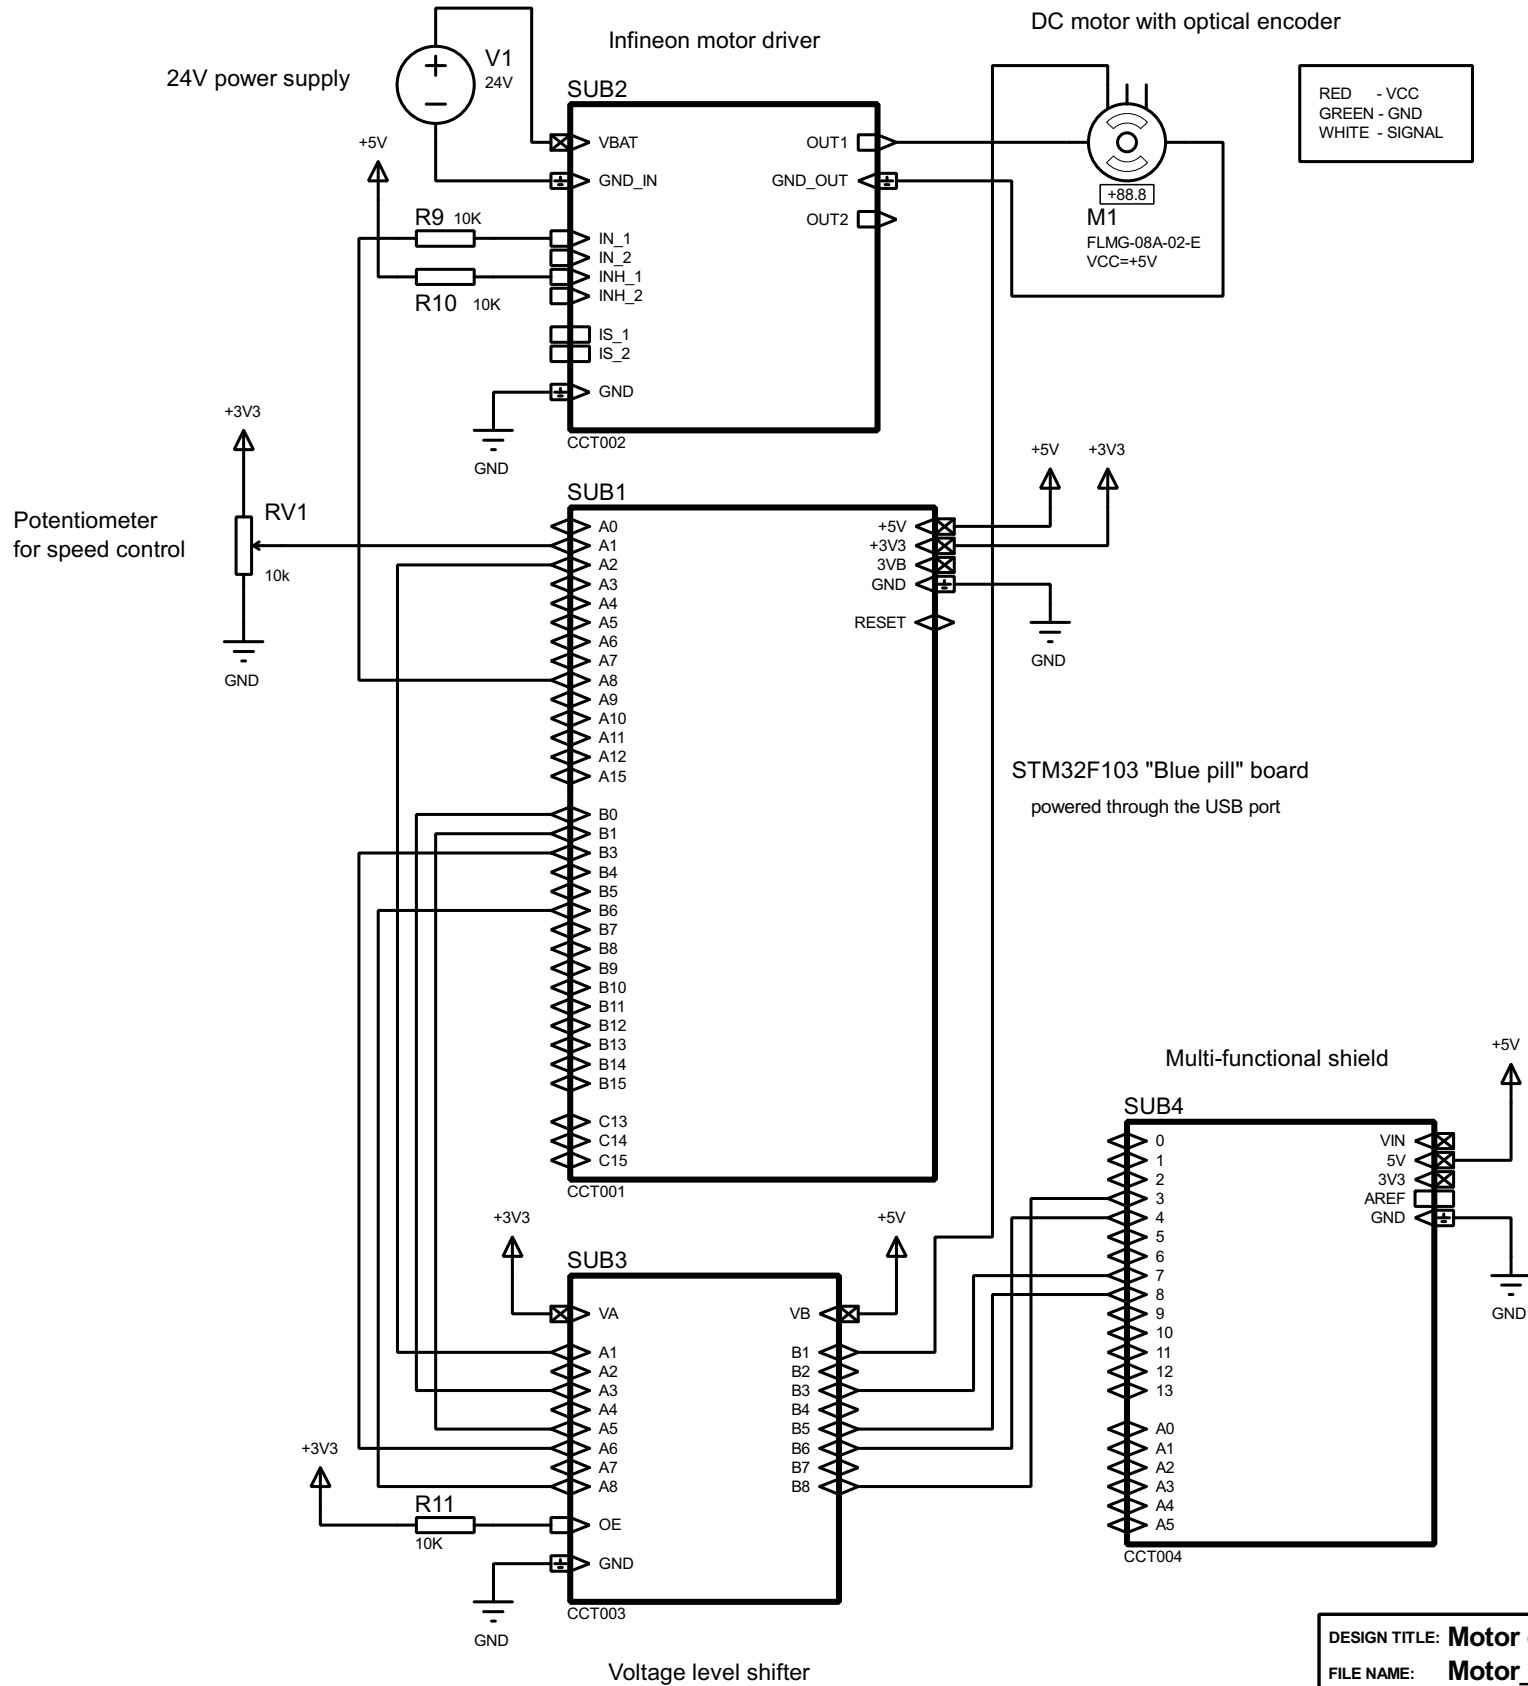 DC motor with optical encoder
Infineon motor driver
24V power supply
V1
24V
RED - VCC
GREEN - GND
WHITE - SIGNAL
SUB2
+5V
VBAT
OUT1
GND_IN
GND_OUT
+88.8
R9 10K
OUT2
M1
IN_1
FLMG-08A-02-E
IN_2
VCC=+5V
INH_1
R10 10K
INH_2
IS_1
IS_2
GND
+3V3
CCT002
GND
+5V
+3V3
SUB1
Potentiometer
for speed control
RV1
10k
GND
A0
A1
A2
A3
A4
A5
A6
A7
A8
A9
A10
A11
A12
A15
B0
B1
B3
B4
B5
B6
B7
B8
B9
B10
B11
B12
B13
B14
B15
C13
C14
C15
+5V
+3V3
3VB
GND
RESET
GND
CCT001
STM32F103 "Blue pill" board
powered through the USB port
Multi-functional shield
+5V
SUB4
0
1
2
3
4
5
6
7
8
9
10
11
12
13
A0
A1
A2
A3
A4
A5
VIN
5V
3V3
AREF
GND
GND
CCT004
+3V3
+5V
SUB3
VA
A1
A2
A3
A4
A5
A6
A7
A8
OE
GND
VB
B1
B2
B3
B4
B5
B6
B7
B8
+3V3
R11
10K
CCT003
GND
Voltage level shifter
DESIGN TITLE: Motor
FILE NAME: Motor_